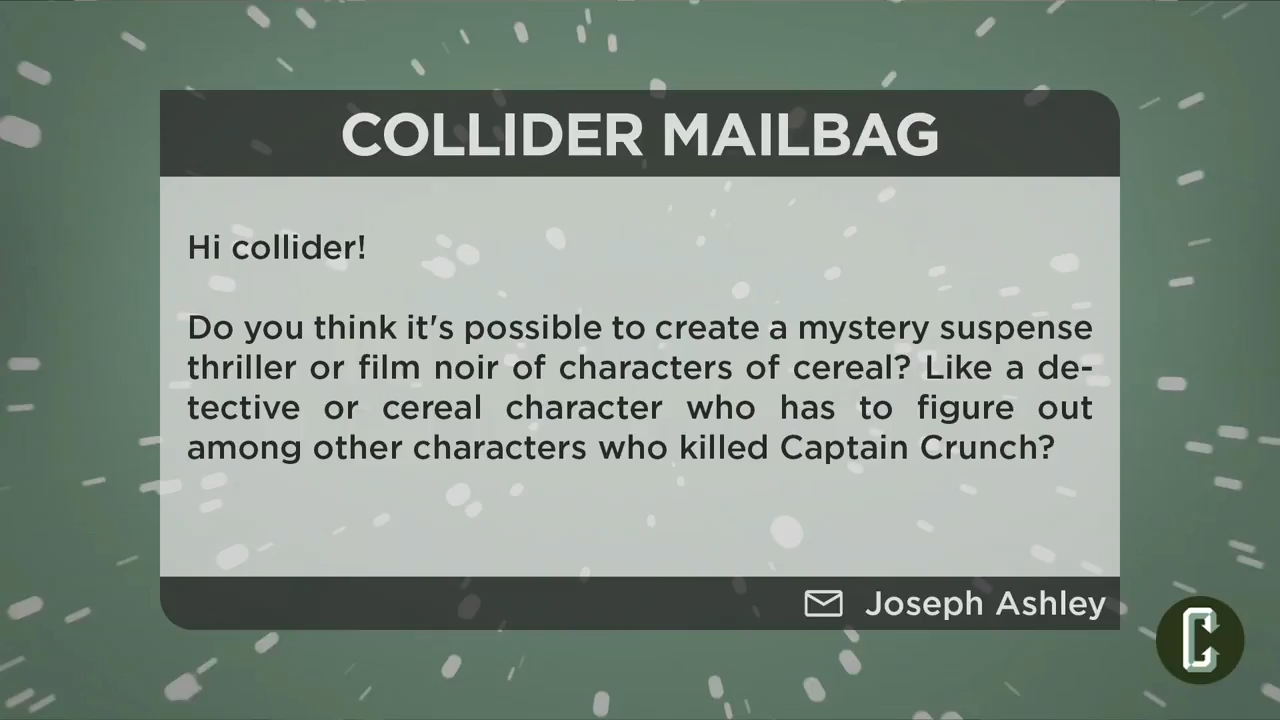 COLLIDER MAILBAG
Hi collider!
Do you think it's possible to create a mystery suspense
thriller or film noir of characters of cereal? Like a de-
tective or cereal character who has to figure out
among other characters who killed Captain Crunch?
Joseph Ashley
C